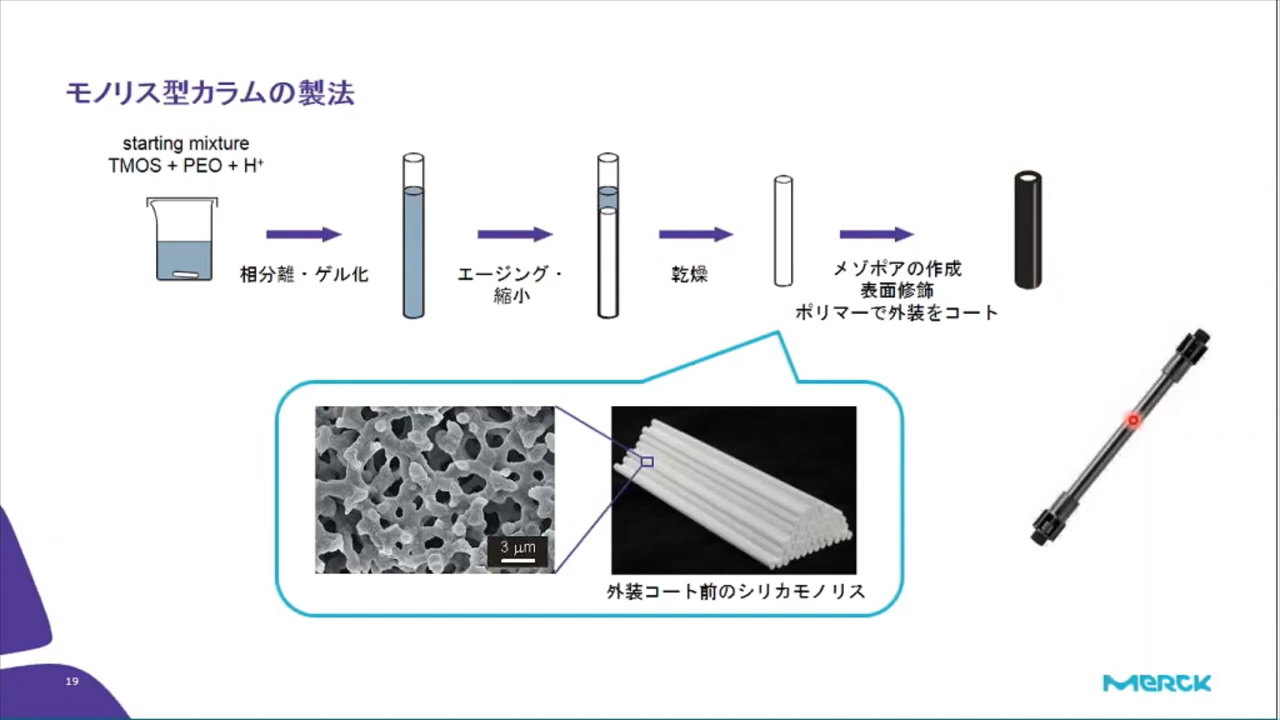 モノリス型カラムの製法
starting mixture
TMOS + PEO + H⁺
相分離・ゲル化
エージング・
縮小
乾燥
メゾポアの作成
表面修飾
ポリマーで外装をコート
3 μm
外装コート前のシリカモノリス
19
MERCK